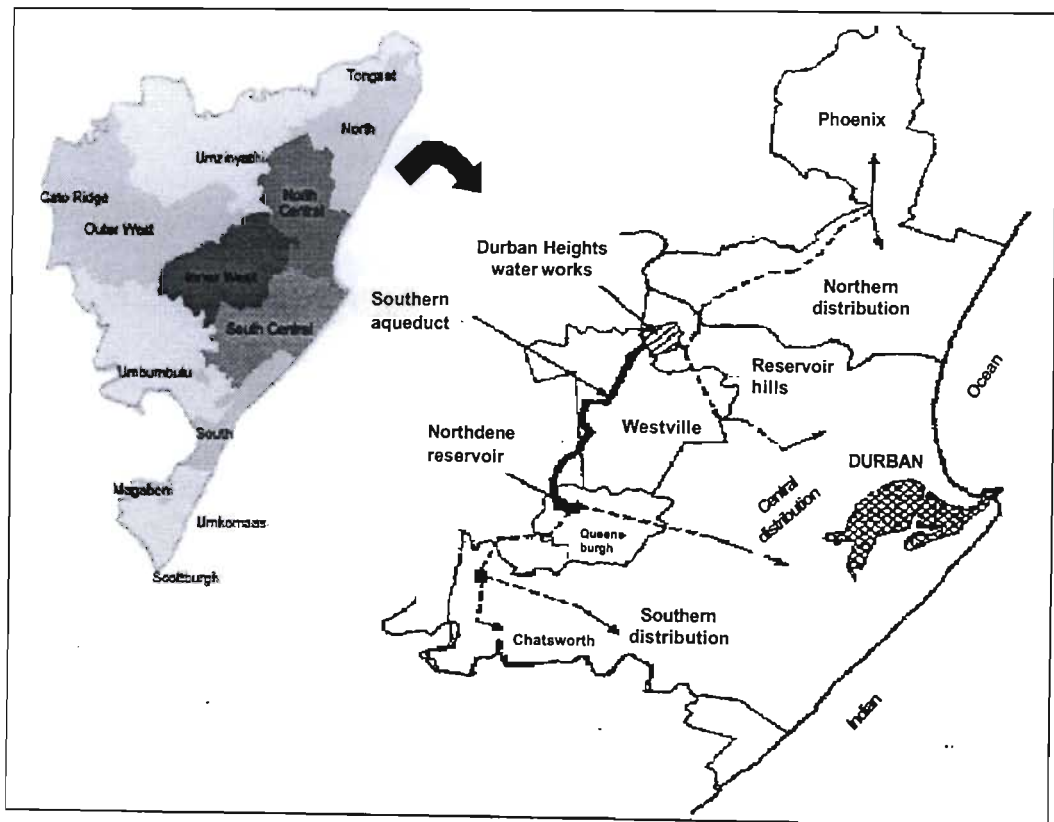 Tongaat
North
Umzinyathi
North
Central
Cato Ridge
Outer West
Inner West
South Central
Umbumbulu
South
Magabeni
Umkomaas
Scottburgh
Phoenix
Durban Heights
water works
Southern
aqueduct
Northern
distribution
Reservoir
hills
Ocean
Westville
Northdene
reservoir
DURBAN
Central
distribution
Queens-
burgh
Southern
distribution
Chatsworth
Indian